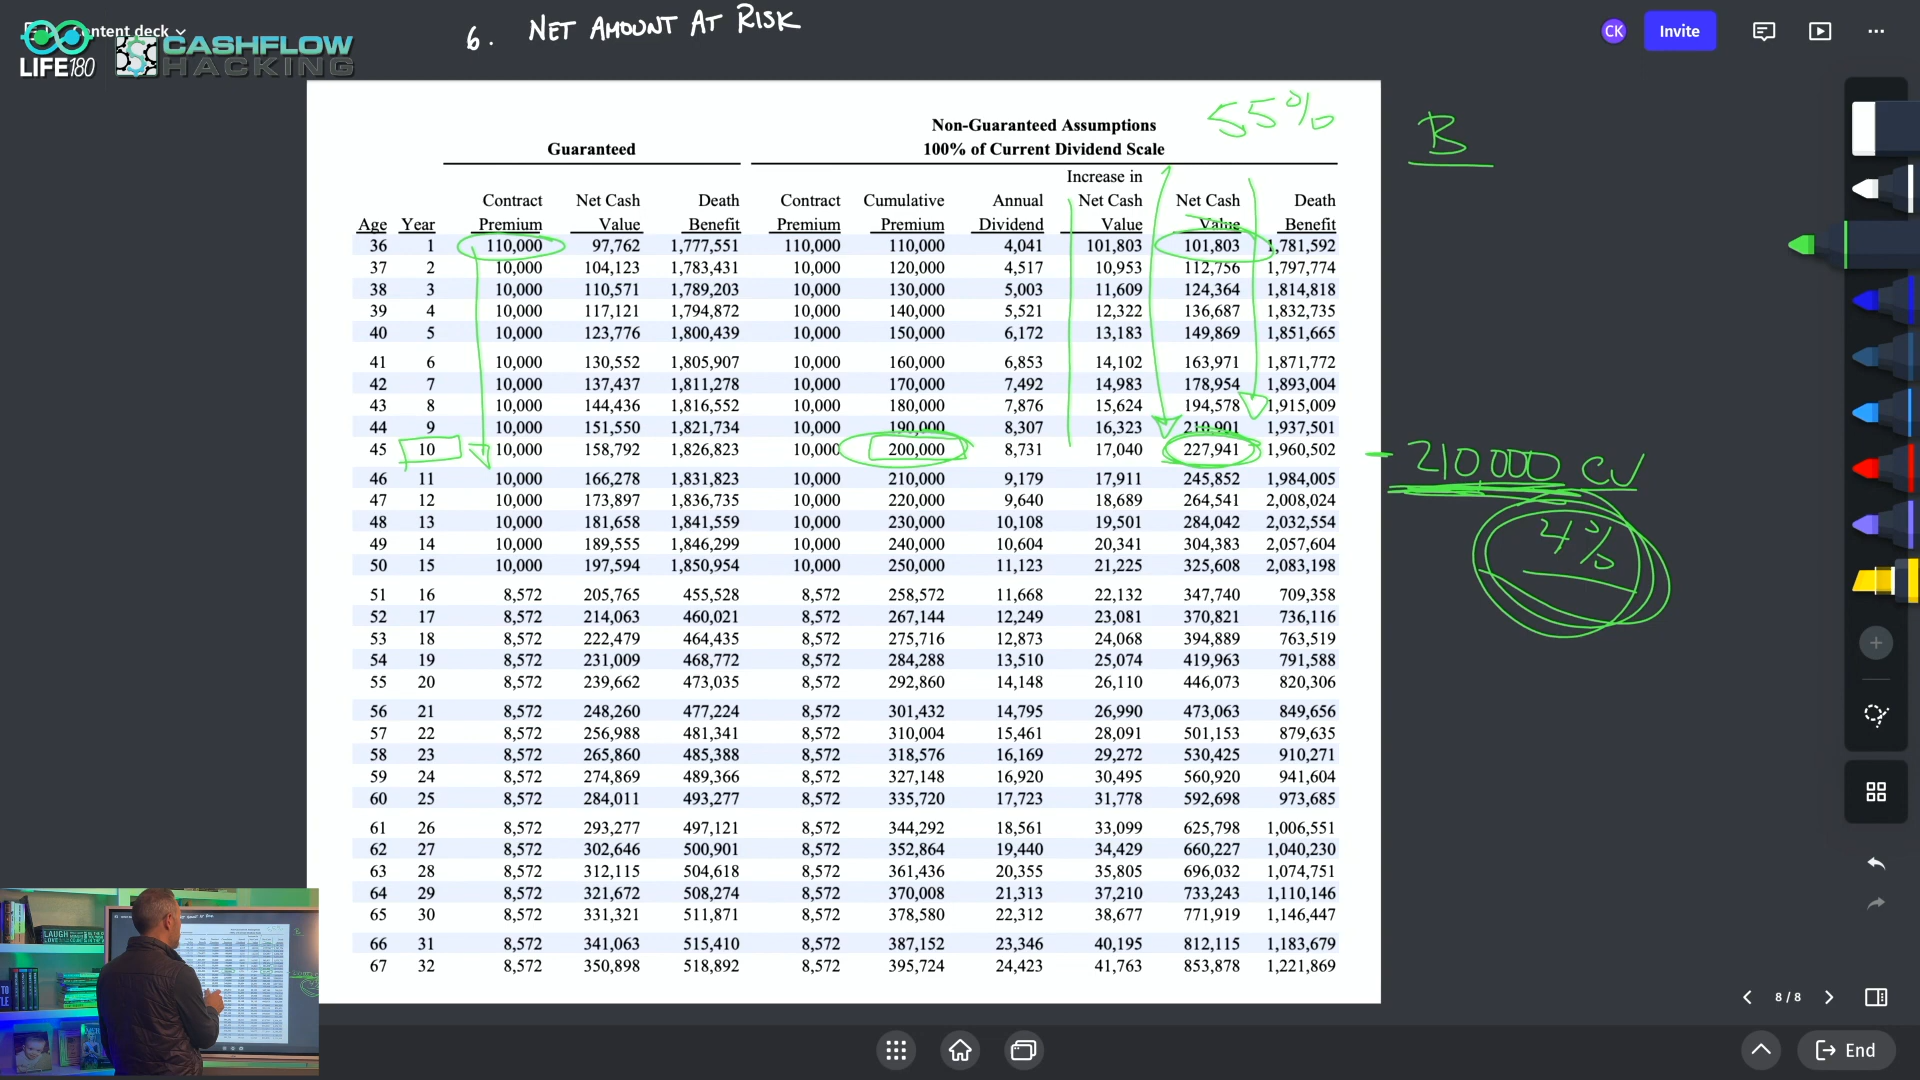 ntent deck
LIFE180
CASHFLOW
HACKING
6. NET AMOUNT AT RISK
CK
Invite
55%
B
Non-Guaranteed Assumptions
Guaranteed 100% of Current Dividend Scale
Increase in
Contract Net Cash Death Contract Cumulative Annual Net Cash Net Cash Death
Age Year Premium Value Benefit Premium Premium Dividend Value Value Benefit
36 1 110,000 97,762 1,777,551 110,000 110,000 4,041 101,803 101,803 1,781,592
37 2 10,000 104,123 1,783,431 10,000 120,000 4,517 10,953 112,756 1,797,774
38 3 10,000 110,571 1,789,203 10,000 130,000 5,003 11,609 124,364 1,814,818
39 4 10,000 117,121 1,794,872 10,000 140,000 5,521 12,322 136,687 1,832,735
40 5 10,000 123,776 1,800,439 10,000 150,000 6,172 13,183 149,869 1,851,665
41 6 10,000 130,552 1,805,907 10,000 160,000 6,853 14,102 163,971 1,871,772
42 7 10,000 137,437 1,811,278 10,000 170,000 7,492 14,983 178,954 1,893,004
43 8 10,000 144,436 1,816,552 10,000 180,000 7,876 15,624 194,578 1,915,009
44 9 10,000 151,550 1,821,734 10,000 190,000 8,307 16,323 210,901 1,937,501
45 10 10,000 158,792 1,826,823 10,000 200,000 8,731 17,040 227,941 1,960,502
- 210000 CV
4%
46 11 10,000 166,278 1,831,823 10,000 210,000 9,179 17,911 245,852 1,984,005
47 12 10,000 173,897 1,836,735 10,000 220,000 9,640 18,689 264,541 2,008,024
48 13 10,000 181,658 1,841,559 10,000 230,000 10,108 19,501 284,042 2,032,554
49 14 10,000 189,555 1,846,299 10,000 240,000 10,604 20,341 304,383 2,057,604
50 15 10,000 197,594 1,850,954 10,000 250,000 11,123 21,225 325,608 2,083,198
51 16 8,572 205,765 455,528 8,572 258,572 11,668 22,132 347,740 709,358
52 17 8,572 214,063 460,021 8,572 267,144 12,249 23,081 370,821 736,116
53 18 8,572 222,479 464,435 8,572 275,716 12,873 24,068 394,889 763,519
54 19 8,572 231,009 468,772 8,572 284,288 13,510 25,074 419,963 791,588
55 20 8,572 239,662 473,035 8,572 292,860 14,148 26,110 446,073 820,306
56 21 8,572 248,260 477,224 8,572 301,432 14,795 26,990 473,063 849,656
57 22 8,572 256,988 481,341 8,572 310,004 15,461 28,091 501,153 879,635
58 23 8,572 265,860 485,388 8,572 318,576 16,169 29,272 530,425 910,271
59 24 8,572 274,869 489,366 8,572 327,148 16,920 30,495 560,920 941,604
60 25 8,572 284,011 493,277 8,572 335,720 17,723 31,778 592,698 973,685
61 26 8,572 293,277 497,121 8,572 344,292 18,561 33,099 625,798 1,006,551
62 27 8,572 302,646 500,901 8,572 352,864 19,440 34,429 660,227 1,040,230
63 28 8,572 312,115 504,618 8,572 361,436 20,355 35,805 696,032 1,074,751
64 29 8,572 321,672 508,274 8,572 370,008 21,313 37,210 733,243 1,110,146
65 30 8,572 331,321 511,871 8,572 378,580 22,312 38,677 771,919 1,146,447
66 31 8,572 341,063 515,410 8,572 387,152 23,346 40,195 812,115 1,183,679
67 32 8,572 350,898 518,892 8,572 395,724 24,423 41,763 853,878 1,221,869
LAUGH
LOVE
8 / 8
End